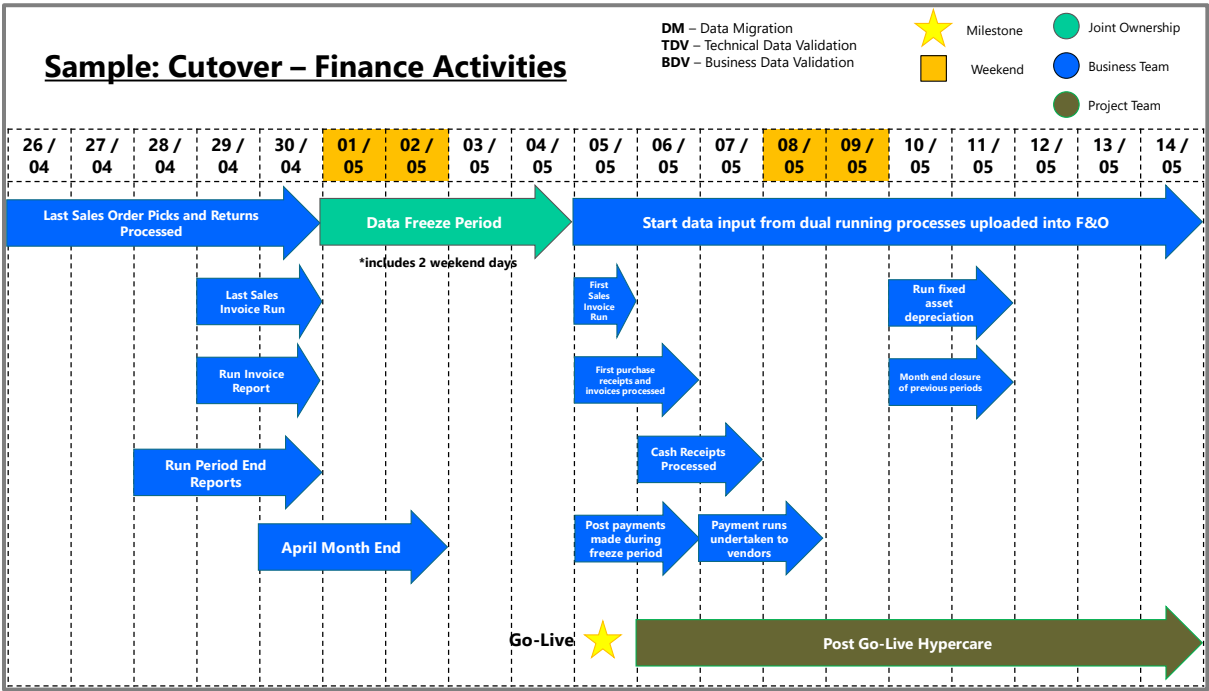 DM – Data Migration
TDV – Technical Data Validation
BDV – Business Data Validation
Milestone
Weekend
Joint Ownership
Business Team
Project Team
Sample: Cutover – Finance Activities
26 /
04
27 /
04
28 /
04
29 /
04
30 /
04
01 /
05
02 /
05
03 /
05
04 /
05
05 /
05
06 /
05
07 /
05
08 /
05
09 /
05
10 /
05
11 /
05
12 /
05
13 /
05
14 /
05
Last Sales Order Picks and Returns
Processed
Data Freeze Period
Start data input from dual running processes uploaded into F&O
*includes 2 weekend days
Last Sales
Invoice Run
First
Sales
Invoice
Run
Run fixed
asset
depreciation
Run Invoice
Report
First purchase
receipts and
invoices processed
Month end closure
of previous periods
Run Period End
Reports
Cash Receipts
Processed
April Month End
Post payments
made during
freeze period
Payment runs
undertaken to
vendors
Go-Live
Post Go-Live Hypercare